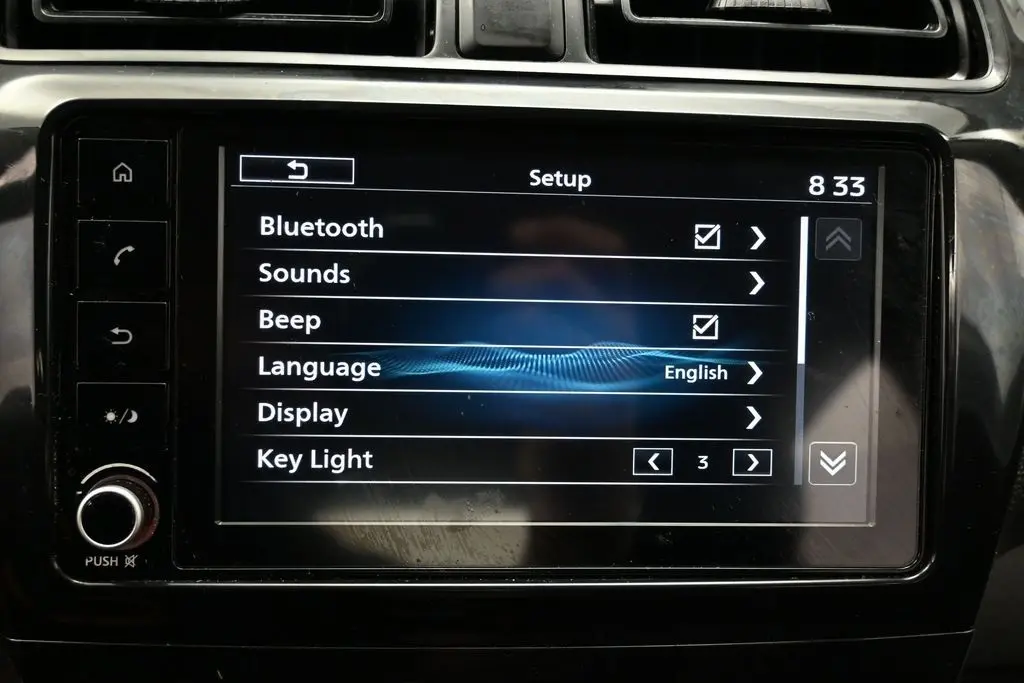 Setup
8 33
Bluetooth
Sounds
Beep
Language English
Display
Key Light 3
PUSH